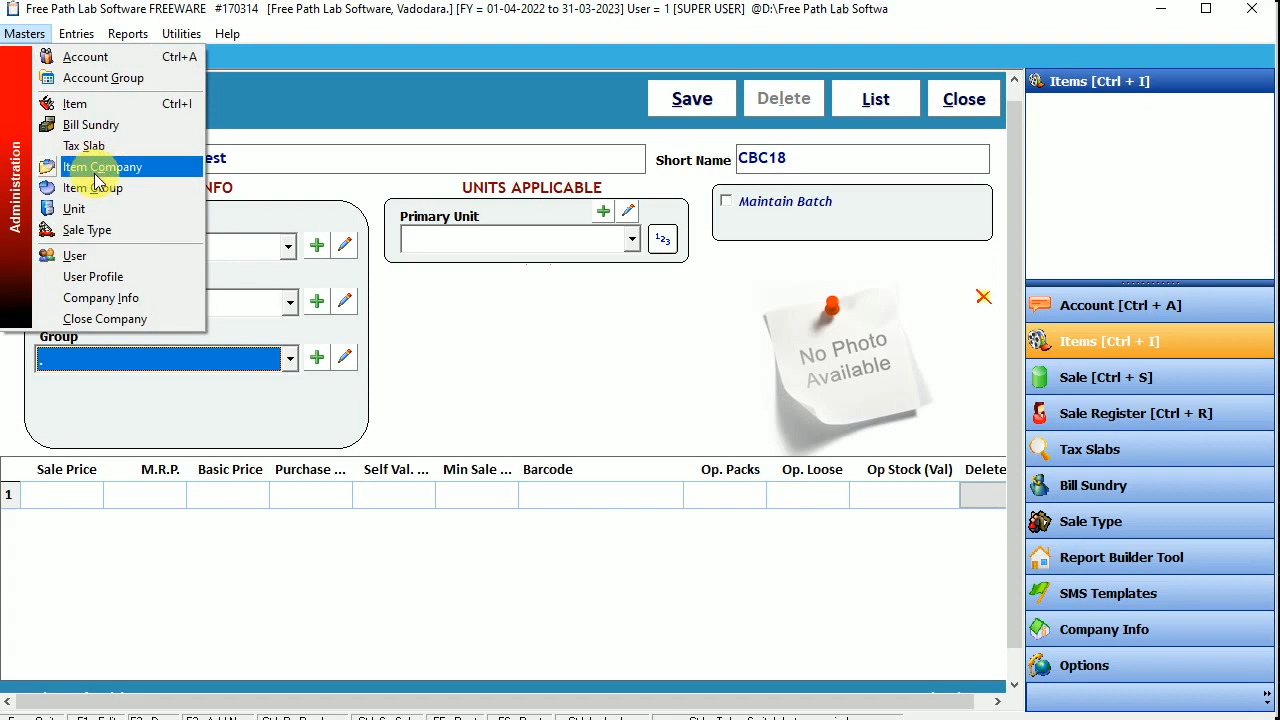 Free Path Lab Software FREEWARE #170314 [Free Path Lab Software, Vadodara.] [FY = 01-04-2022 to 31-03-2023] User = 1 [SUPER USER] @D:\Free Path Lab Softwa
Masters Entries Reports Utilities Help
Administration
Account Ctrl+A
Account Group
Item Ctrl+I
Bill Sundry
Tax Slab
Item Company
Item Group
Unit
Sale Type
User
User Profile
Company Info
Close Company
Save Delete List Close
est Short Name CBC18
NFO UNITS APPLICABLE
Primary Unit
Maintain Batch
Group
No Photo
Available
Sale Price M.R.P. Basic Price Purchase ... Self Val. ... Min Sale ... Barcode Op. Packs Op. Loose Op Stock (Val) Delete
1
Items [Ctrl + I]
Account [Ctrl + A]
Items [Ctrl + I]
Sale [Ctrl + S]
Sale Register [Ctrl + R]
Tax Slabs
Bill Sundry
Sale Type
Report Builder Tool
SMS Templates
Company Info
Options